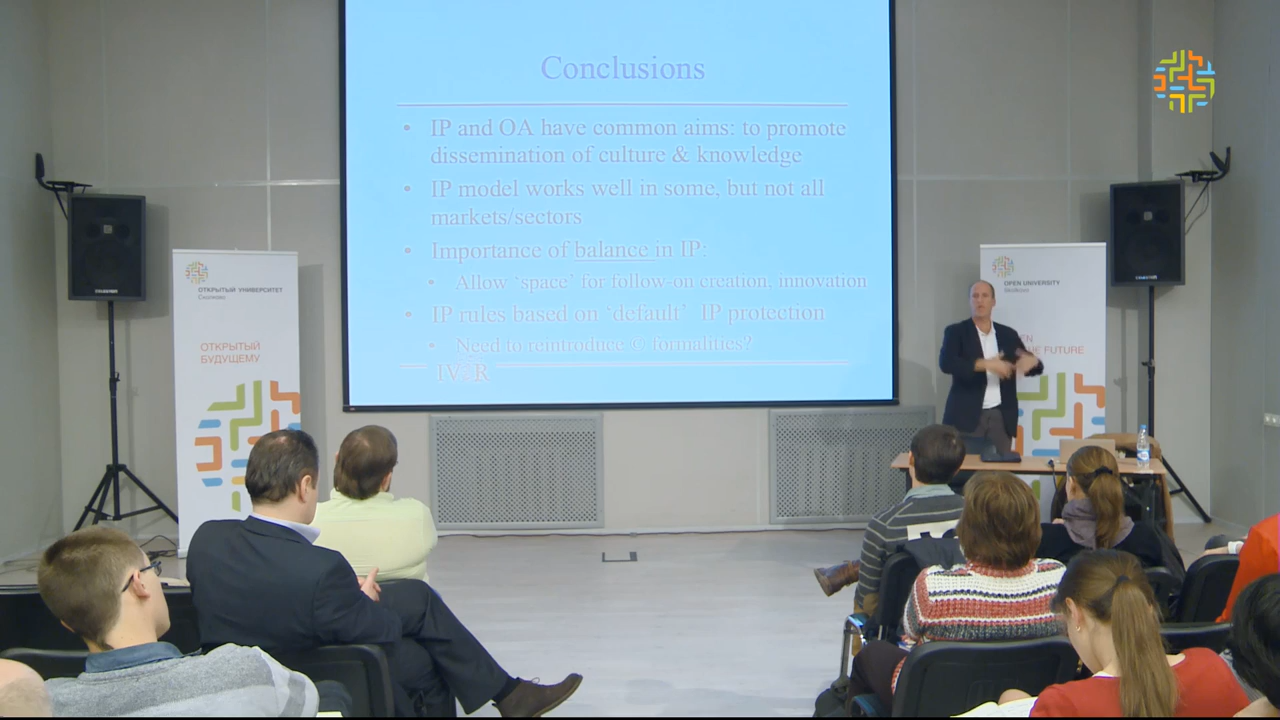 Conclusions
• IP and OA have common aims: to promote
dissemination of culture & knowledge
• IP model works well in some, but not all
markets/sectors
• Importance of balance in IP:
• Allow ‘space’ for follow-on creation, innovation
• IP rules based on ‘default’ IP protection
• Need to reintroduce © formalities?
ОТКРЫТЫЙ УНИВЕРСИТЕТ
Сколково
ОТКРЫТЫЙ
БУДУЩЕМУ
OPEN UNIVERSITY
Skolkovo
FUTURE